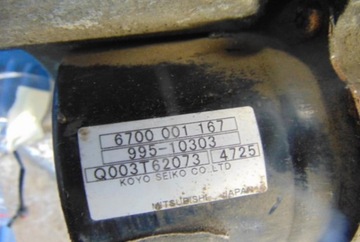 6700 001 167
995-10303
Q003T62073 4725
KOYO SEIKO CO.,LTD
MITSUBISHI JAPAN